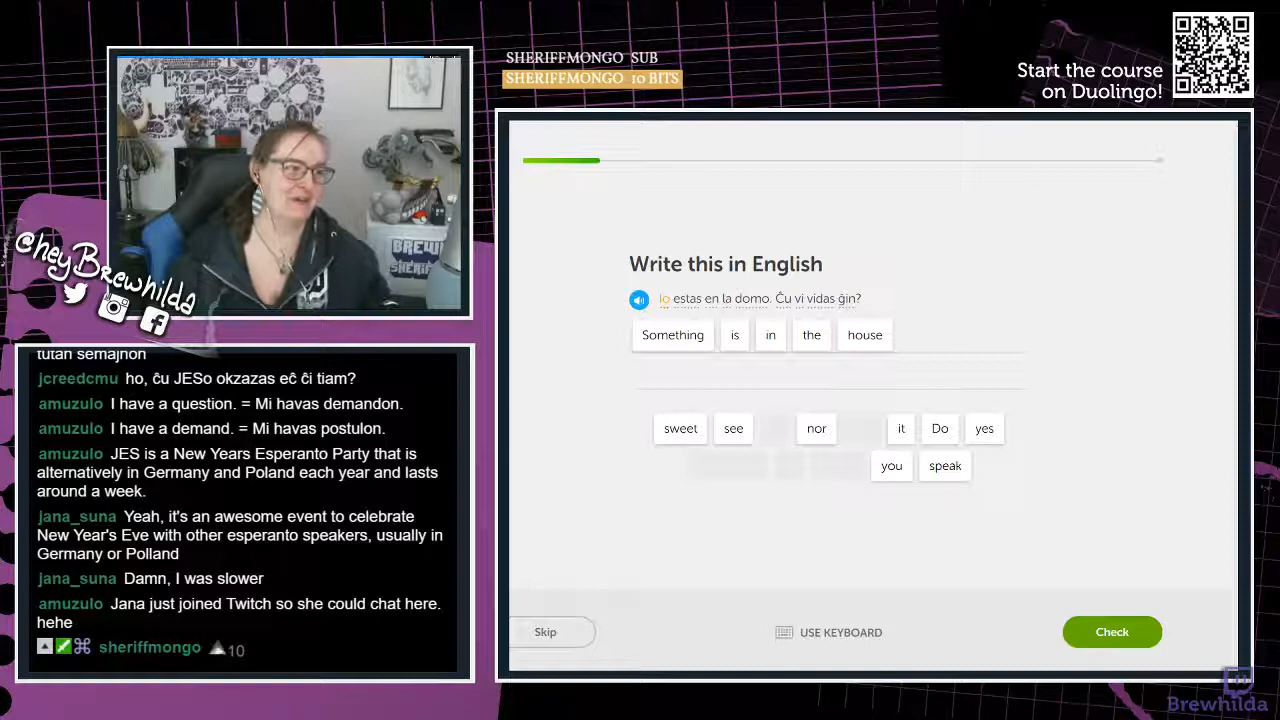 SHERIFFMONGO SUB
SHERIFFMONGO 10 BITS
Start the course
on Duolingo!
@heyBrewhilda
BREW
SHERIF
Write this in English
Io estas en la domo. Ĉu vi vidas ĝin?
Something is in the house
sweet see nor it Do yes
you speak
Skip
USE KEYBOARD
Check
tutan semajnon
jcreedcmu ho, ĉu JESo okzazas eĉ ĉi tiam?
amuzulo I have a question. = Mi havas demandon.
amuzulo I have a demand. = Mi havas postulon.
amuzulo JES is a New Years Esperanto Party that is
alternatively in Germany and Poland each year and lasts
around a week.
jana_suna Yeah, it's an awesome event to celebrate
New Year's Eve with other esperanto speakers, usually in
Germany or Polland
jana_suna Damn, I was slower
amuzulo Jana just joined Twitch so she could chat here.
hehe
sheriffmongo 10
Brewhilda